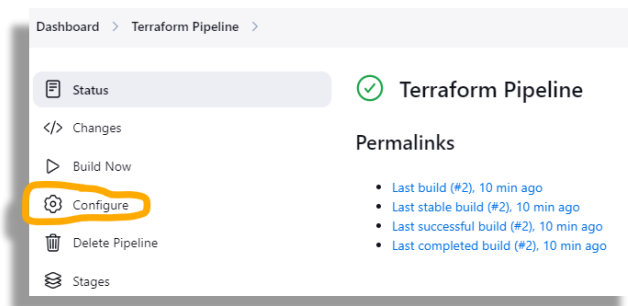 Dashboard > Terraform Pipeline >
Status
Changes
Build Now
Configure
Delete Pipeline
Stages
Terraform Pipeline
Permalinks
Last build (#2), 10 min ago
Last stable build (#2), 10 min ago
Last successful build (#2), 10 min ago
Last completed build (#2), 10 min ago